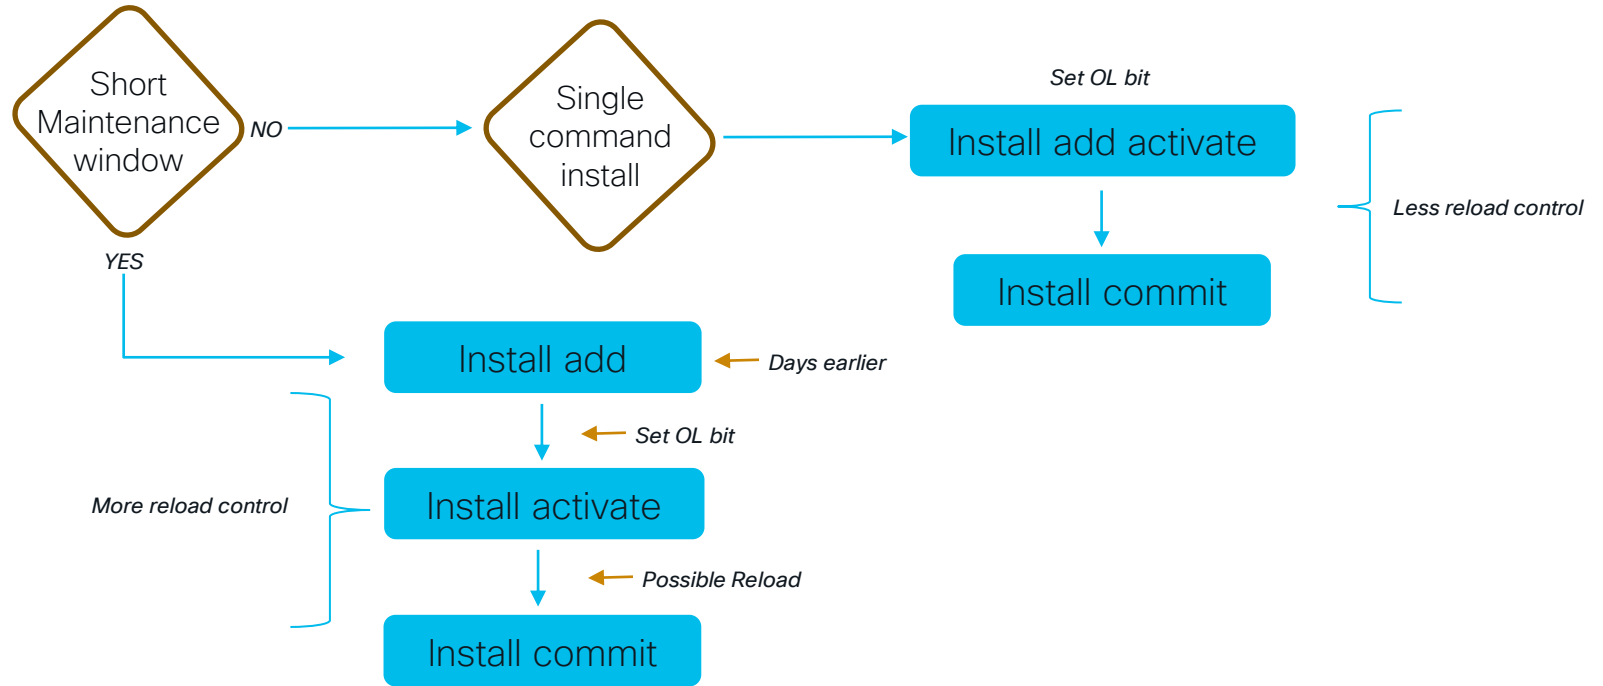 Short
Maintenance
window
NO
YES
Single
command
install
Set OL bit
Install add activate
Install commit
Less reload control
Install add
Days earlier
Set OL bit
Install activate
More reload control
Possible Reload
Install commit